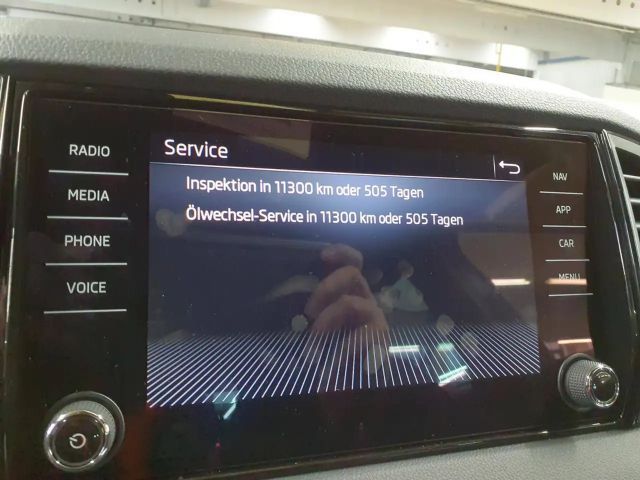 Service
Inspektion in 11300 km oder 505 Tagen
Ölwechsel-Service in 11300 km oder 505 Tagen
RADIO
MEDIA
PHONE
VOICE
NAV
APP
CAR
MENU